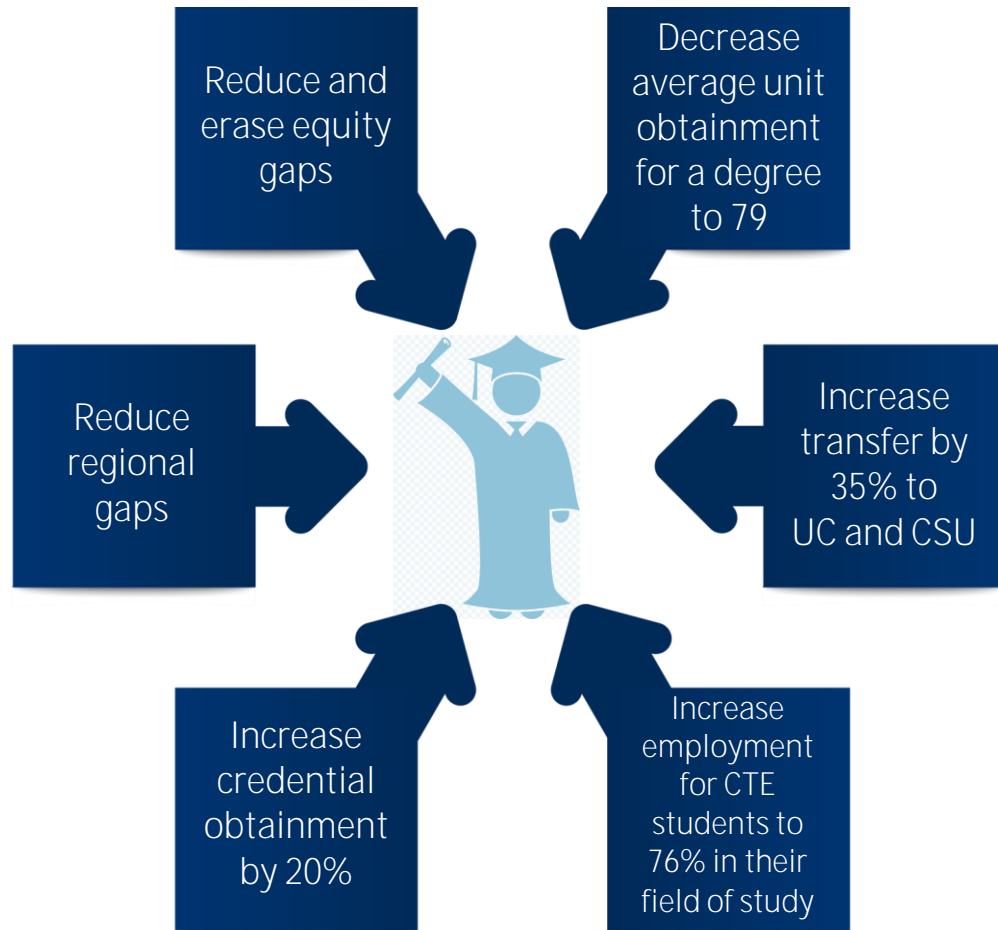 Reduce and
erase equity
gaps
Decrease
average unit
obtainment
for a degree
to 79
Reduce
regional
gaps
Increase
transfer by
35% to
UC and CSU
Increase
credential
obtainment
by 20%
Increase
employment
for CTE
students to
76% in their
field of study